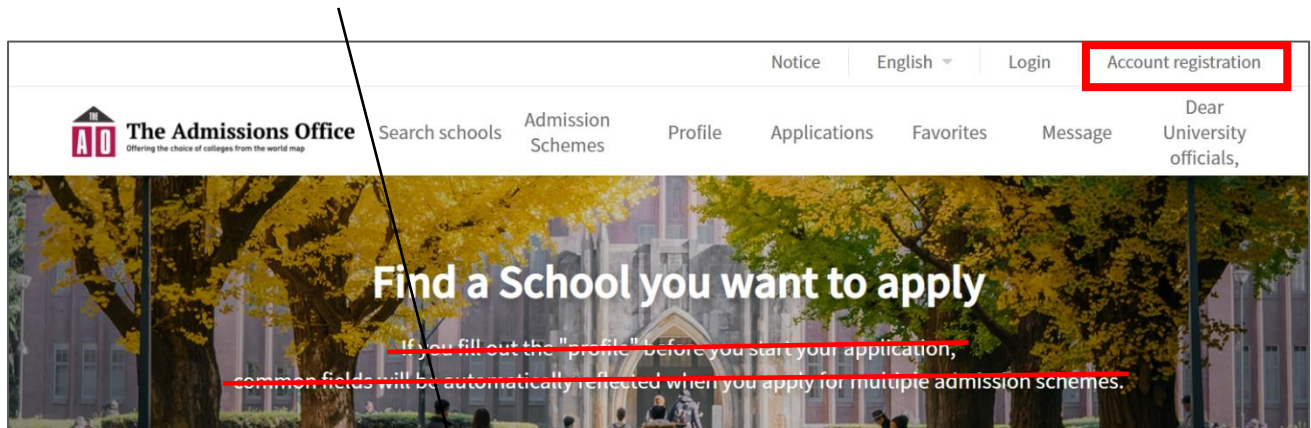 Notice English Login Account registration
THE
AO The Admissions Office
Offering the choice of colleges from the world map
Search schools Admission Schemes Profile Applications Favorites Message Dear University officials,
Find a School you want to apply
If you fill out the "profile" before you start your application,
common fields will be automatically reflected when you apply for multiple admission schemes.